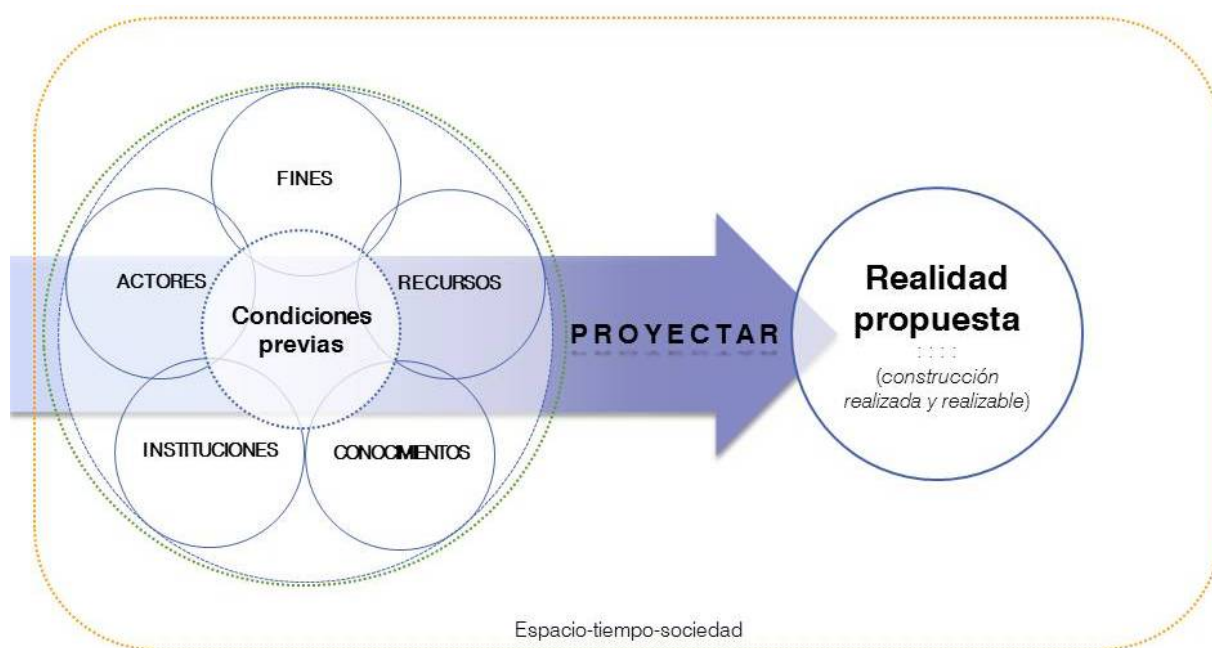 FINES
ACTORES
RECURSOS
Condiciones
previas
INSTITUCIONES
CONOCIMIENTOS
PROYECTAR
Realidad
propuesta
: : : :
(construcción
realizada y realizable)
Espacio-tiempo-sociedad